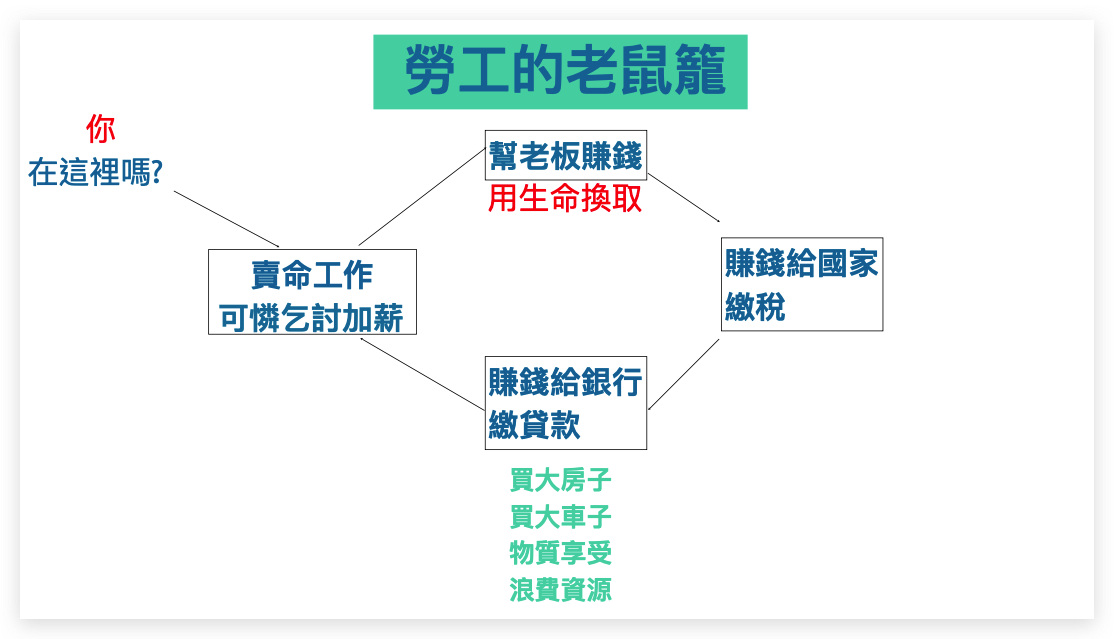 勞工的老鼠籠
你
在這裡嗎?
幫老板賺錢
用生命換取
賺錢給國家
繳稅
賣命工作
可憐乞討加薪
賺錢給銀行
繳貸款
買大房子
買大車子
物質享受
浪費資源